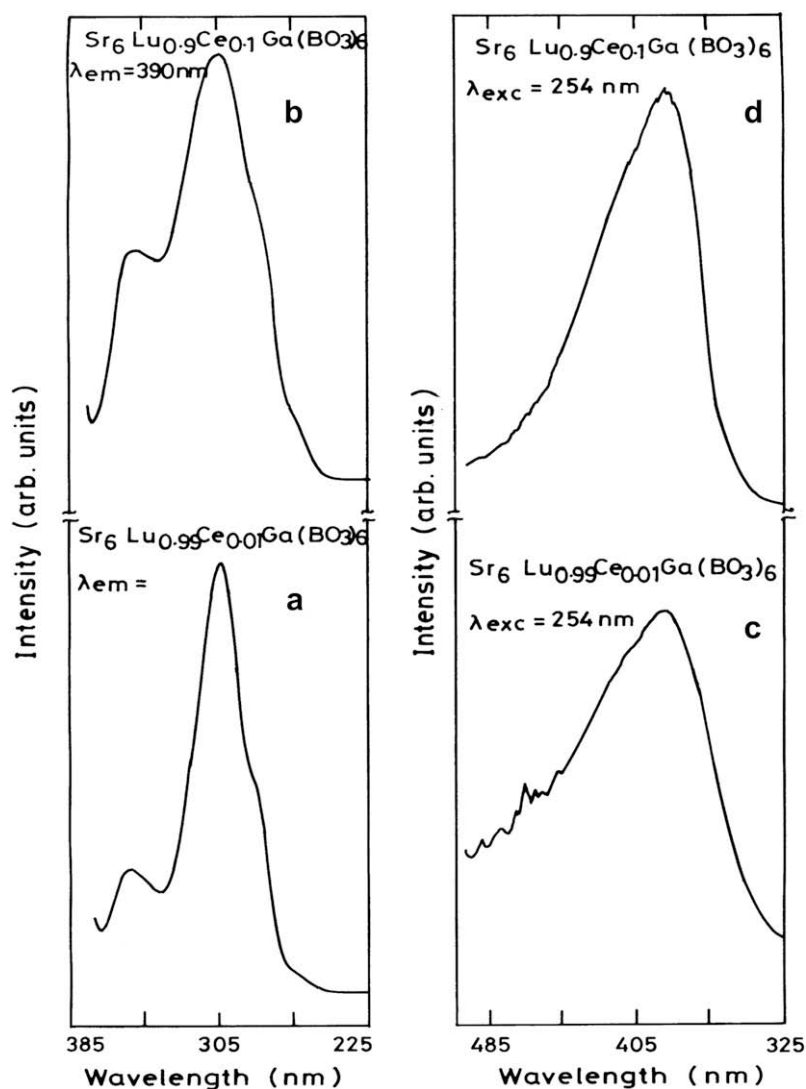 Sr6 Lu0.9Ce0.1Ga(BO3)6
λem=390nm
b
Sr6 Lu0.99Ce0.01Ga(BO3)6
λem =
a
Intensity (arb. units)
385 305 225
Wavelength (nm)
Sr6 Lu0.9Ce0.1Ga(BO3)6
λexc = 254 nm
d
Sr6 Lu0.99Ce0.01Ga(BO3)6
λexc = 254 nm
c
Intensity (arb. units)
485 405 325
Wavelength (nm)